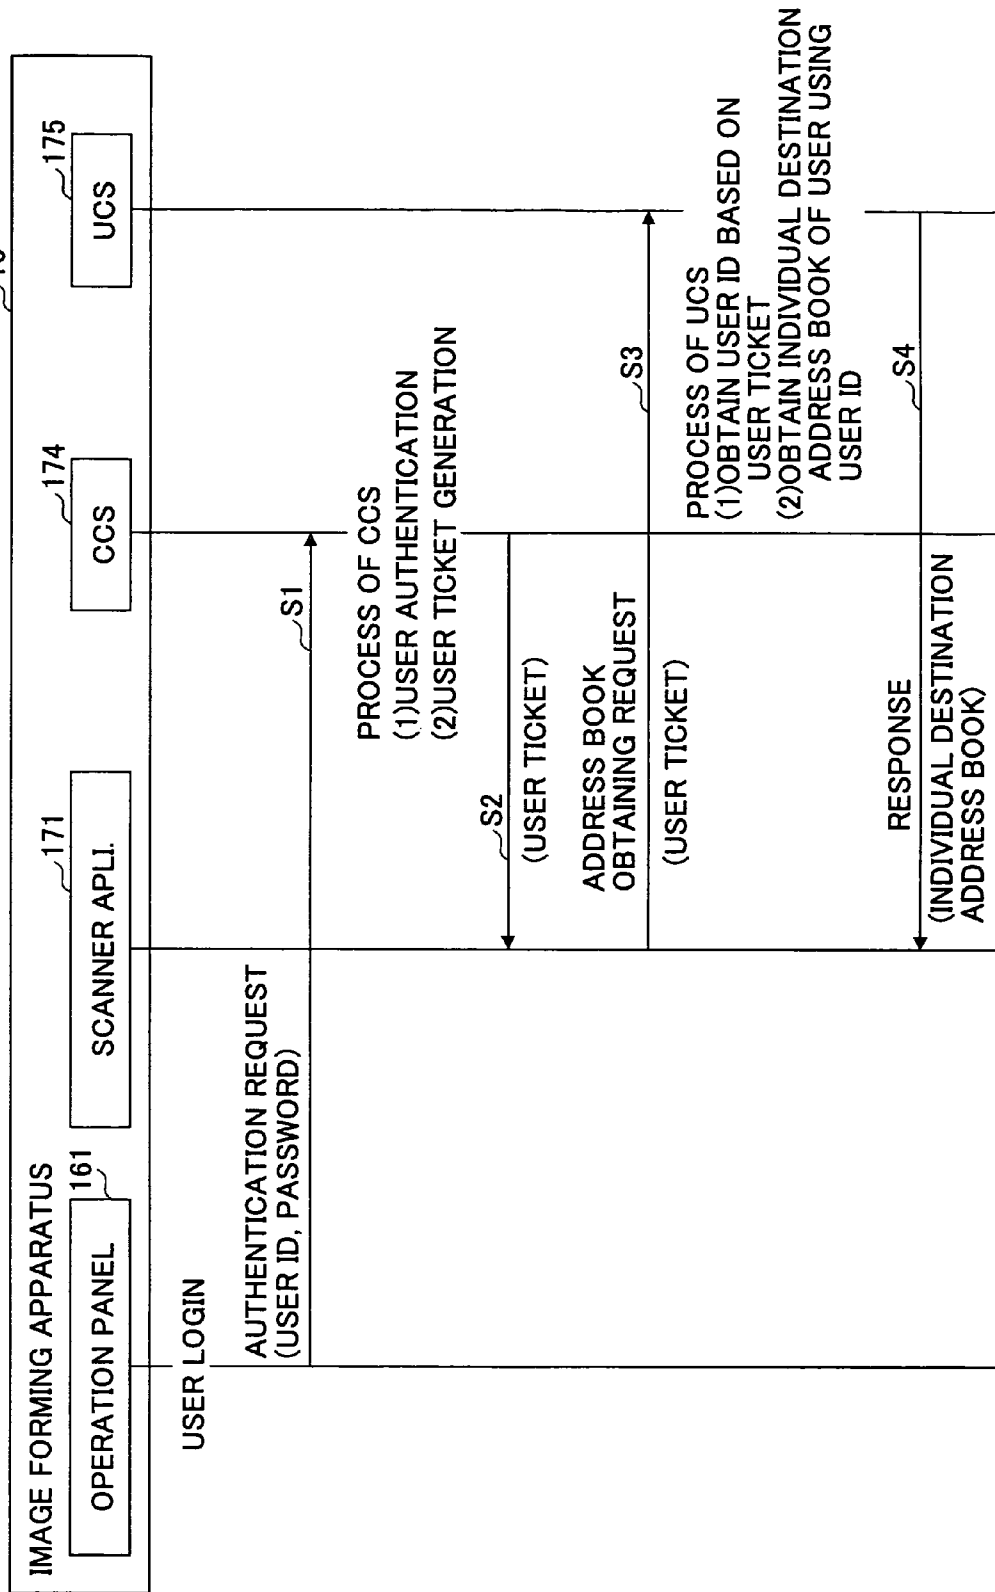 IMAGE FORMING APPARATUS
OPERATION PANEL
161
SCANNER APLI.
171
CCS
174
UCS
175
USER LOGIN
AUTHENTICATION REQUEST
(USER ID, PASSWORD)
S1
PROCESS OF CCS
(1)USER AUTHENTICATION
(2)USER TICKET GENERATION
S2
(USER TICKET)
ADDRESS BOOK
OBTAINING REQUEST
(USER TICKET)
S3
PROCESS OF UCS
(1)OBTAIN USER ID BASED ON
USER TICKET
(2)OBTAIN INDIVIDUAL DESTINATION
ADDRESS BOOK OF USER USING
USER ID
S4
RESPONSE
(INDIVIDUAL DESTINATION
ADDRESS BOOK)